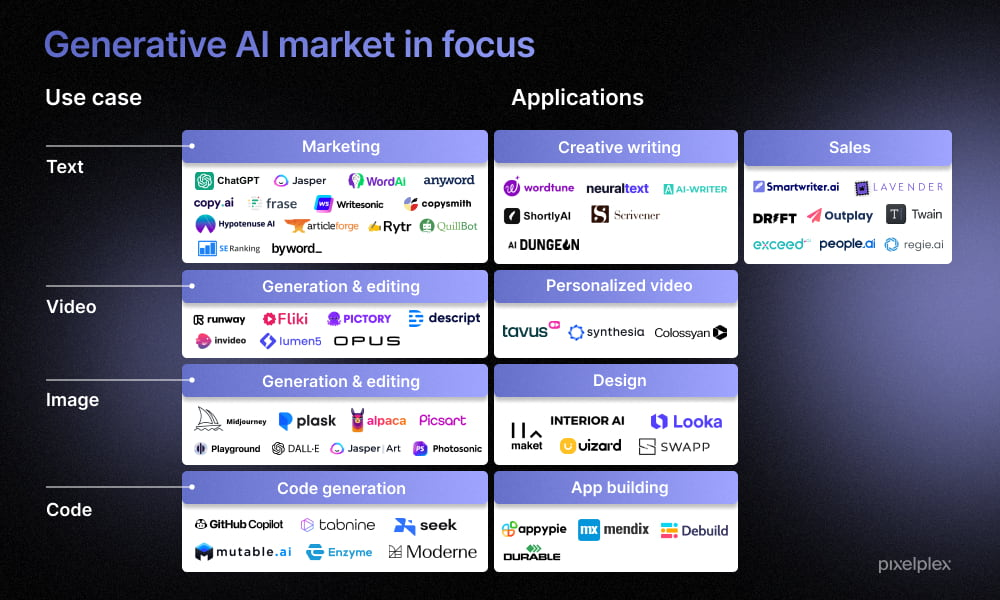 Generative AI market in focus
Use case
Applications
Text
Marketing
ChatGPT Jasper WordAi anyword
copy.ai frase WS Writesonic copysmith
Hypotenuse AI articleforge Rytr QuillBot
SERanking byword_
Creative writing
wordtune neuraltext AI-WRITER
ShortlyAI Scrivener
AI DUNGEON
Sales
Smartwriter.ai LAVENDER
DRIFT Outplay T Twain
exceed people.ai regie.ai
Video
Generation & editing
runway Fliki PICTORY descript
invideo lumen5 OPUS
Personalized video
tavus synthesia Colossyan
Image
Generation & editing
Midjourney plask alpaca Picsart
Playground DALL·E Jasper | Art PS Photosonic
Design
maket INTERIOR AI Looka
uizard SWAPP
Code
Code generation
GitHub Copilot tabnine seek
mutable.ai Enzyme Moderne
App building
appypie mx mendix Debuild
DURABLE
pixelplex